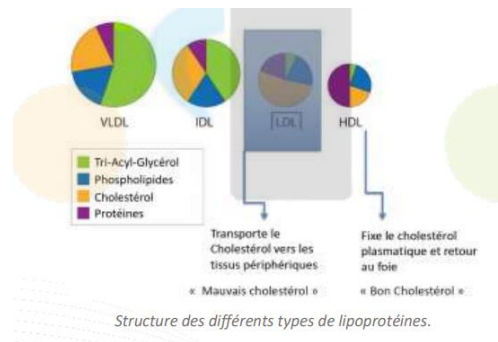 VLDL IDL LDL HDL
Tri-Acyl-Glycérol
Phospholipides
Cholestérol
Protéines
Transporte le
Cholestérol vers les
tissus périphériques
« Mauvais cholestérol »
Fixe le cholestérol
plasmatique et retour
au foie
« Bon Cholestérol »
Structure des différents types de lipoprotéines.